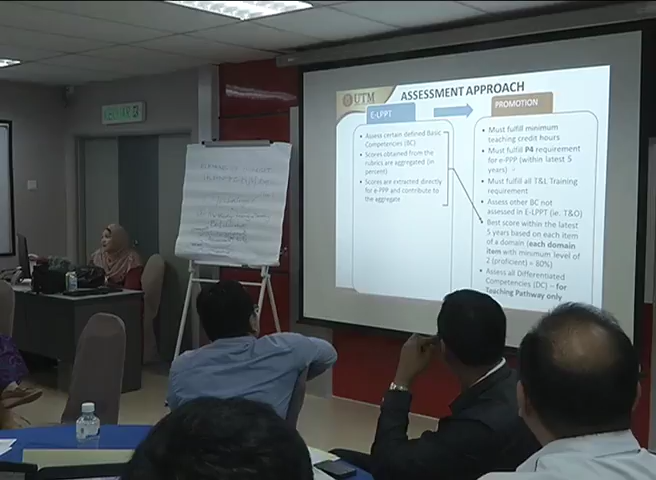 KELUAR
UTM
ASSESSMENT APPROACH
E-LPPT
PROMOTION
• Assess certain defined Basic
Competencies (BC)
• Scores obtained from the
rubrics are aggregated (in
percent)
• Scores are extracted directly
for e-PPP and contribute to
the aggregate
• Must fulfill minimum
teaching credit hours
• Must fulfill P4 requirement
for e-PPP (within latest 5
years)
• Must fulfill all T&L Training
requirement
• Assess other BC not
assessed in E-LPPT (ie. T&O)
• Best score within the latest
5 years based on each item
of a domain (each domain
item with minimum level of
2 (proficient) = 80%)
• Assess all Differentiated
Competencies (DC) – for
Teaching Pathway only